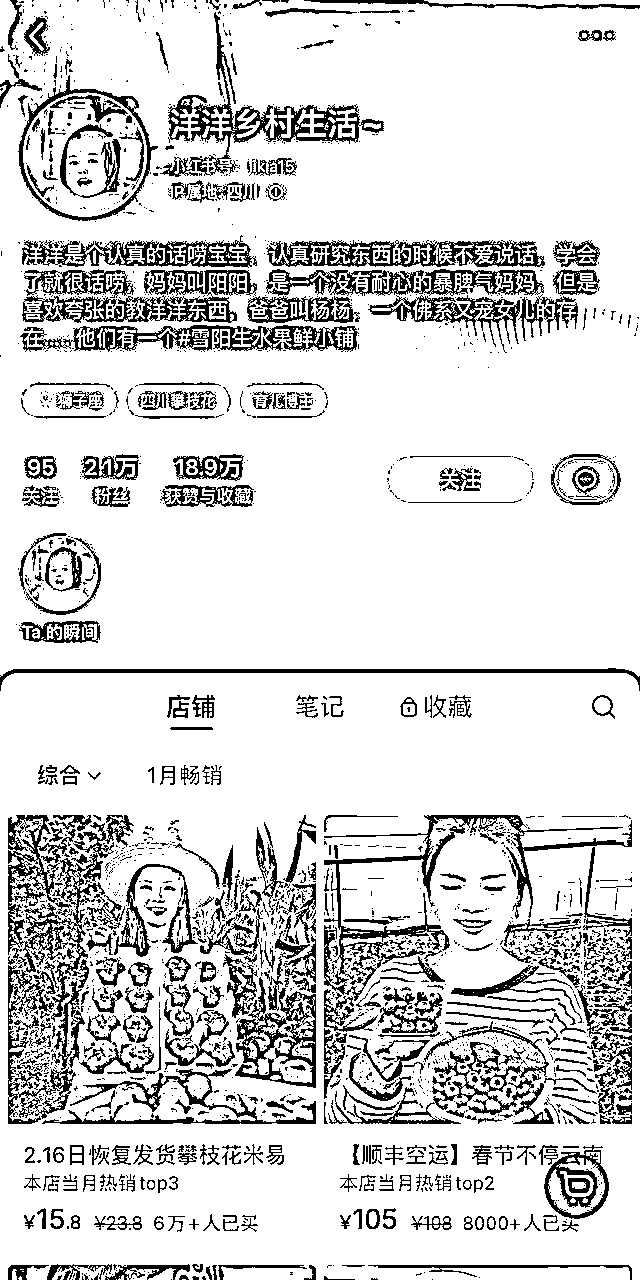 洋洋乡村生活~
小红书号：
IP属地：四川
洋洋是个认真的话唠宝宝，认真研究东西的时候不爱说话，学会
了就很话唠，妈妈叫阳阳，是一个没有耐心的暴脾气妈妈，但是
喜欢夸张的教洋洋东西，爸爸叫杨杨，一个佛系又宠女儿的存
在……他们有一个#雪阳生水果鲜小铺
狮子座 四川攀枝花 育儿博主
95 2.1万 18.9万
关注 粉丝 获赞与收藏
关注
Ta 的瞬间
店铺 笔记 收藏
综合 1月畅销
2.16日恢复发货攀枝花米易
本店当月热销top3
¥15.8 ¥23.8 6万+人已买
【顺丰空运】春节不停云南
本店当月热销top2
¥105 ¥108 8000+人已买